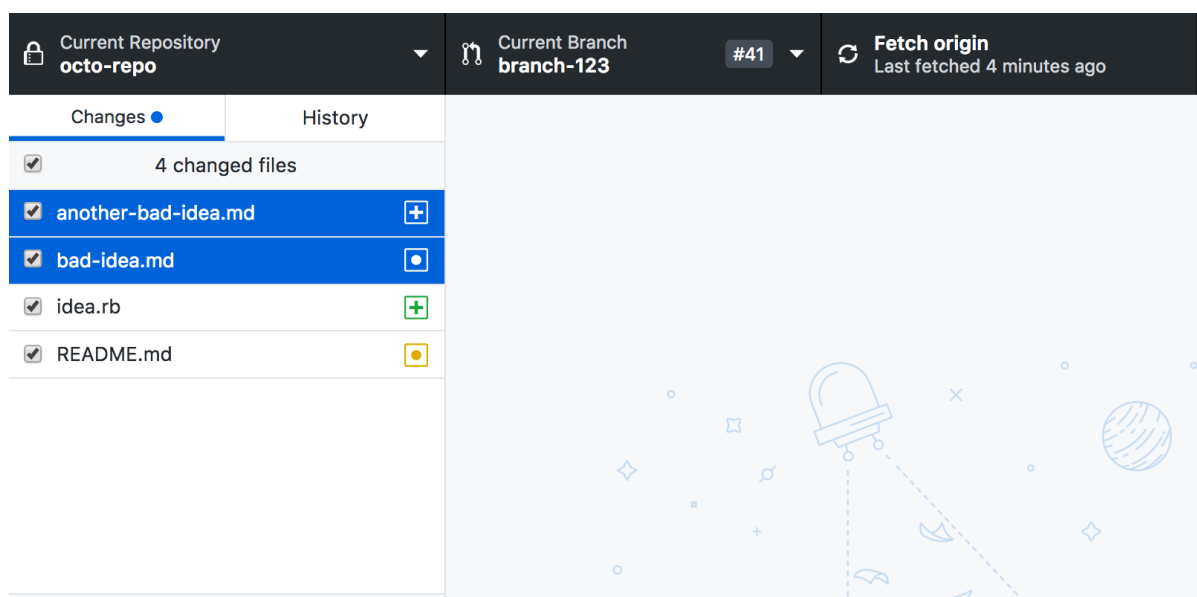 Current Repository
octo-repo
Current Branch
branch-123
#41
Fetch origin
Last fetched 4 minutes ago
Changes
History
4 changed files
another-bad-idea.md
bad-idea.md
idea.rb
README.md